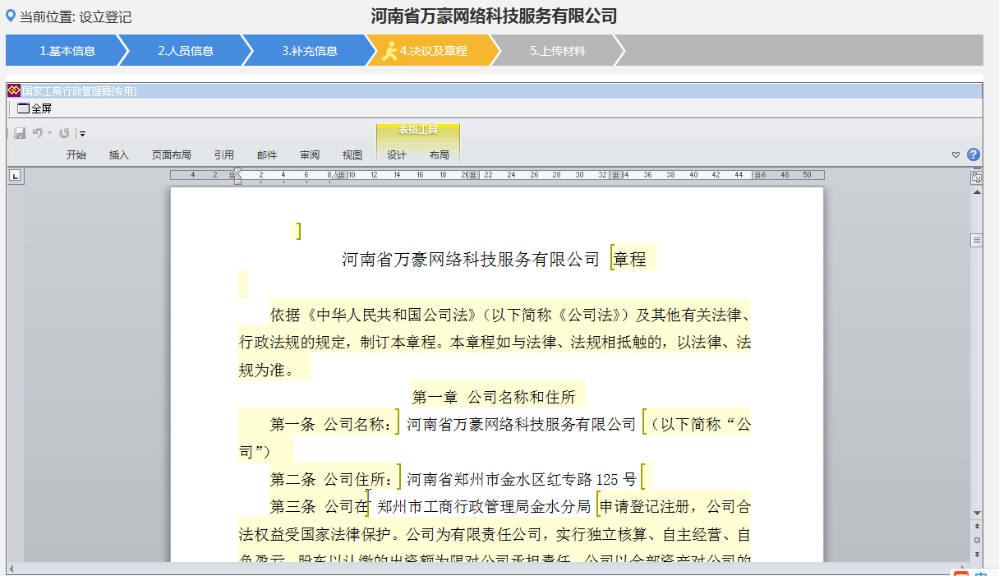 当前位置: 设立登记
河南省万豪网络科技服务有限公司
1.基本信息
2.人员信息
3.补充信息
4.决议及章程
5.上传材料
国家工商行政管理局[专用]
全屏
表格工具
开始 插入 页面布局 引用 邮件 审阅 视图 设计 布局
4 2 2 4 6 8 10 12 14 16 18 20 22 24 26 28 30 32 34 36 38 40 42 44 46 48 50
河南省万豪网络科技服务有限公司 章程
依据《中华人民共和国公司法》（以下简称《公司法》）及其他有关法律、
行政法规的规定，制订本章程。本章程如与法律、法规相抵触的，以法律、法
规为准。
第一章 公司名称和住所
第一条 公司名称： 河南省万豪网络科技服务有限公司 （以下简称“公
司”）
第二条 公司住所： 河南省郑州市金水区红专路 125 号
第三条 公司在 郑州市工商行政管理局金水分局 申请登记注册，公司合
法权益受国家法律保护。公司为有限责任公司，实行独立核算、自主经营、自
负盈亏。股东以认缴的出资额为限对公司承担责任，公司以全部资产对公司的